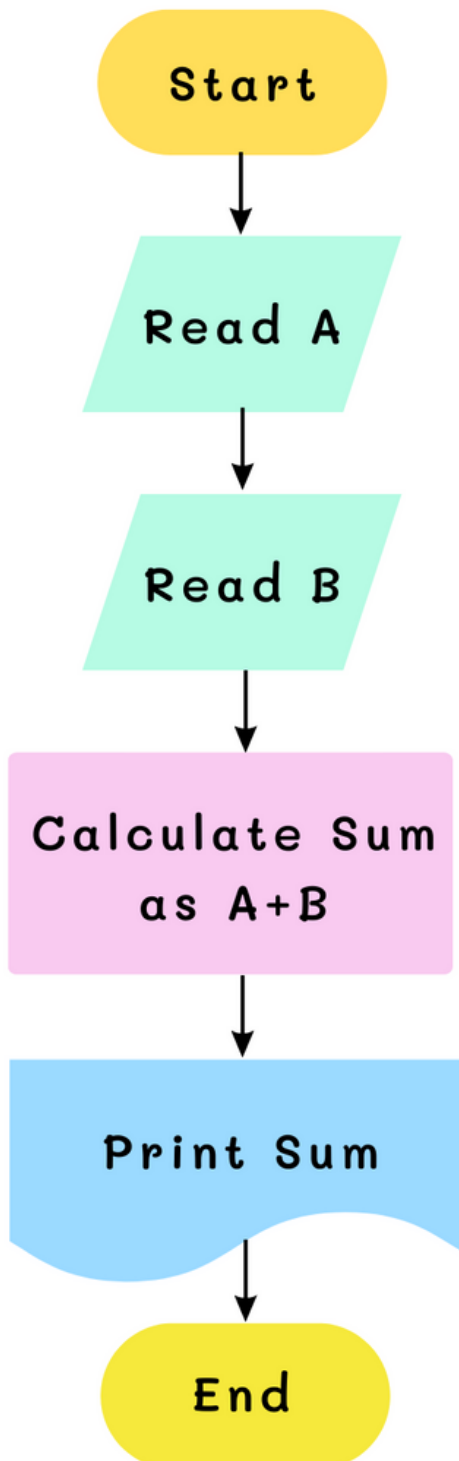 Start
Read A
Read B
Calculate Sum
as A+B
Print Sum
End